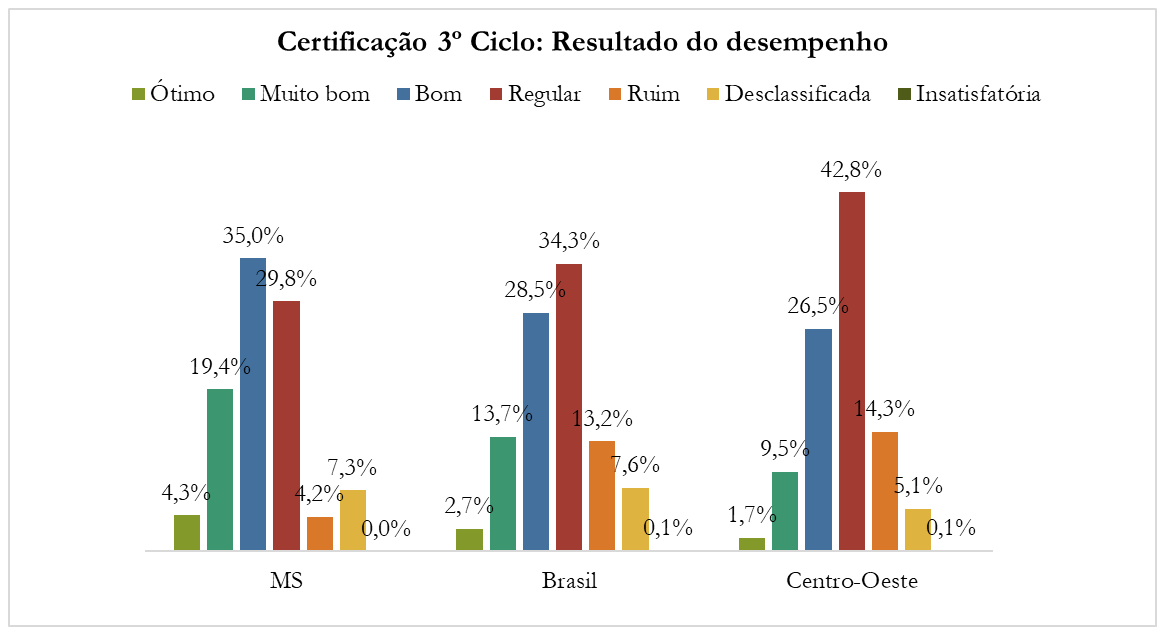 Certificação 3º Ciclo: Resultado do desempenho
Ótimo Muito bom Bom Regular Ruim Desclassificada Insatisfatória
4,3% 19,4% 35,0% 29,8% 4,2% 7,3% 0,0%
2,7% 13,7% 28,5% 34,3% 13,2% 7,6% 0,1%
1,7% 9,5% 26,5% 42,8% 14,3% 5,1% 0,1%
MS Brasil Centro-Oeste